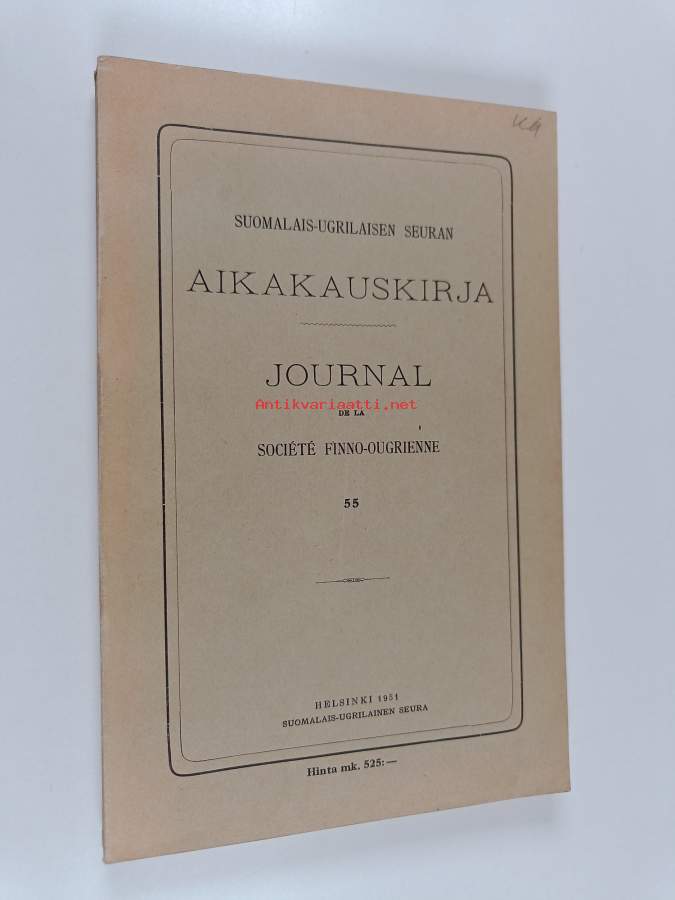 SUOMALAIS-UGRILAISEN SEURAN
AIKAKAUSKIRJA
JOURNAL
Antikvariaatti.net
DE LA
SOCIÉTÉ FINNO-OUGRIENNE
55
HELSINKI 1951
SUOMALAIS-UGRILAINEN SEURA
Hinta mk. 525:—